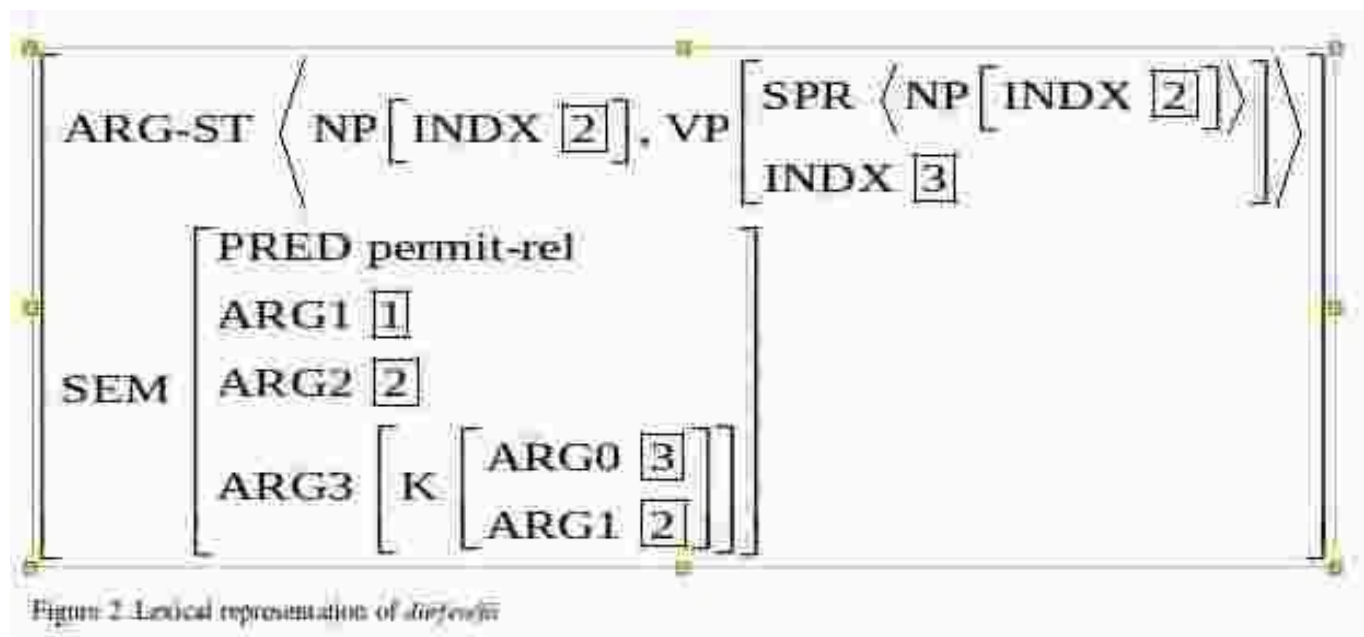 ARG-ST ⟨ NP[INDX 2], VP[SPR ⟨NP[INDX 2]⟩
INDX 3]⟩
PRED permit-rel
ARG1 1
ARG2 2
SEM
ARG3 [K [ARG0 3
ARG1 2]]
Figure 2. Lexical representation of